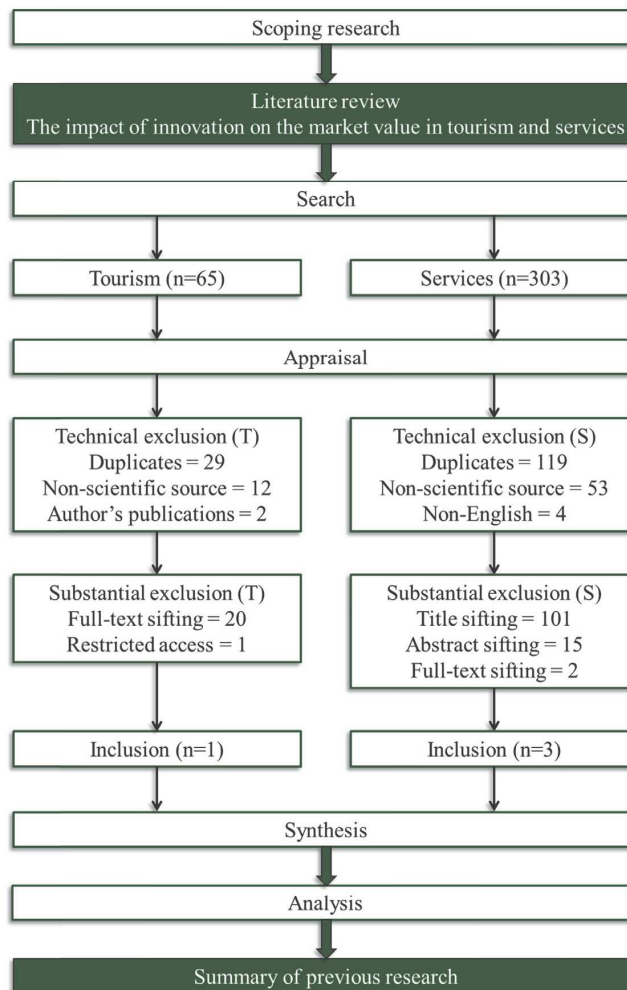 Scoping research
Literature review
The impact of innovation on the market value in tourism and services
Search
Tourism (n=65)
Services (n=303)
Appraisal
Technical exclusion (T)
Duplicates = 29
Non-scientific source = 12
Author’s publications = 2
Technical exclusion (S)
Duplicates = 119
Non-scientific source = 53
Non-English = 4
Substantial exclusion (T)
Full-text sifting = 20
Restricted access = 1
Substantial exclusion (S)
Title sifting = 101
Abstract sifting = 15
Full-text sifting = 2
Inclusion (n=1)
Inclusion (n=3)
Synthesis
Analysis
Summary of previous research